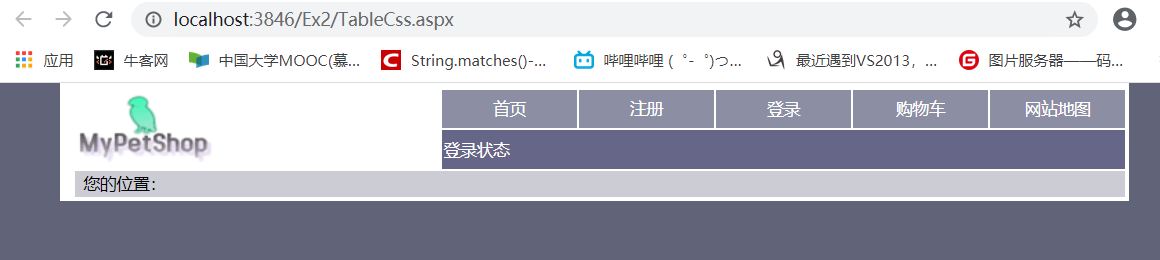 localhost:3846/Ex2/TableCss.aspx
应用 牛客网 中国大学MOOC(慕... String.matches()-... 哔哩哔哩 (゜-゜)つ... 最近遇到VS2013，... 图片服务器——码...
MyPetShop
首页 注册 登录 购物车 网站地图
登录状态
您的位置：